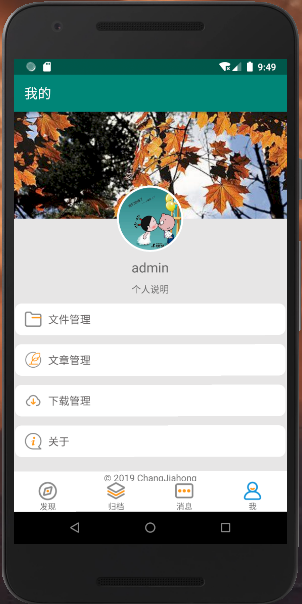 9:49
我的
admin
个人说明
文件管理
文章管理
下载管理
关于
© 2019 ChangJiahong
发现
归档
消息
我